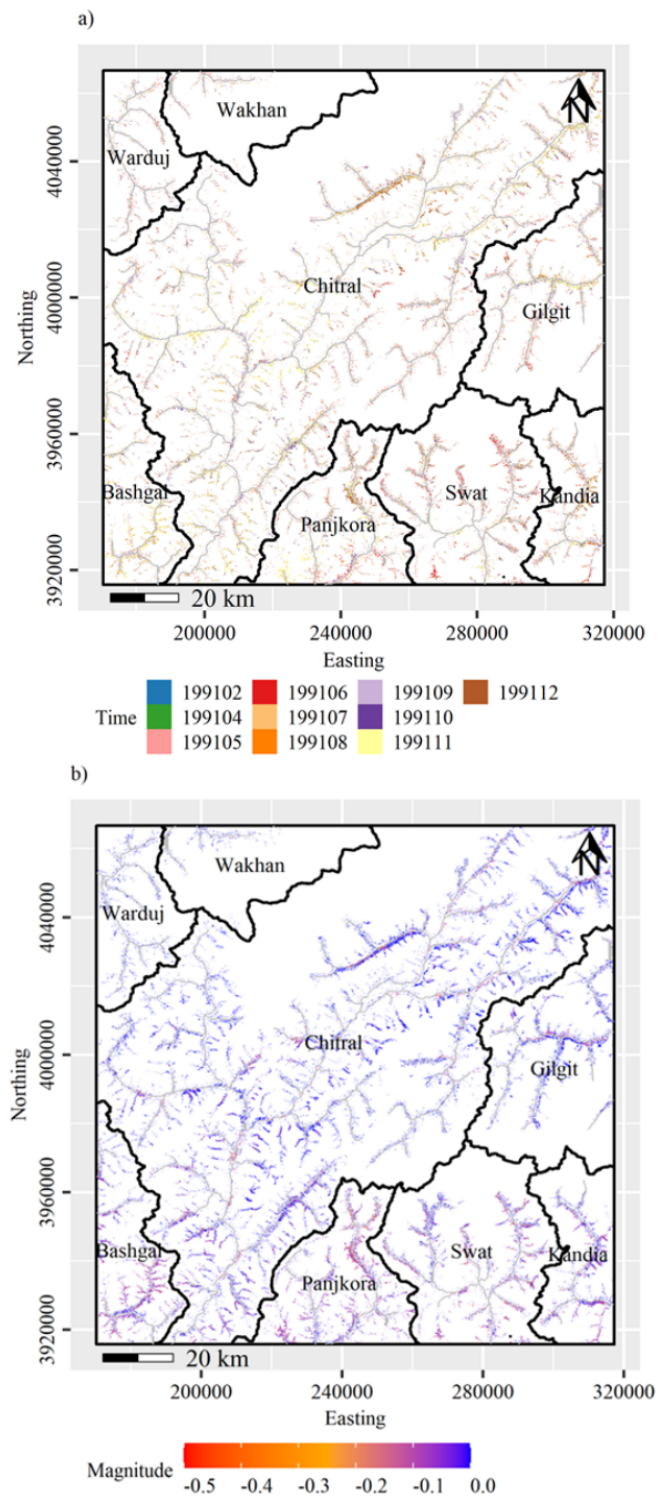 a)
Wakhan
N
Warduj
4040000
Chitral
4000000
Gilgit
Northing
3960000
Bashgal
Swat
Kandia
Panjkora
3920000
20 km
200000 240000 280000 320000
Easting
199102 199106 199109 199112
Time 199104 199107 199110
199105 199108 199111
b)
Wakhan
N
Warduj
4040000
Chitral
4000000
Gilgit
Northing
3960000
Bashgal
Swat
Kandia
Panjkora
3920000
20 km
200000 240000 280000 320000
Easting
Magnitude
-0.5 -0.4 -0.3 -0.2 -0.1 0.0